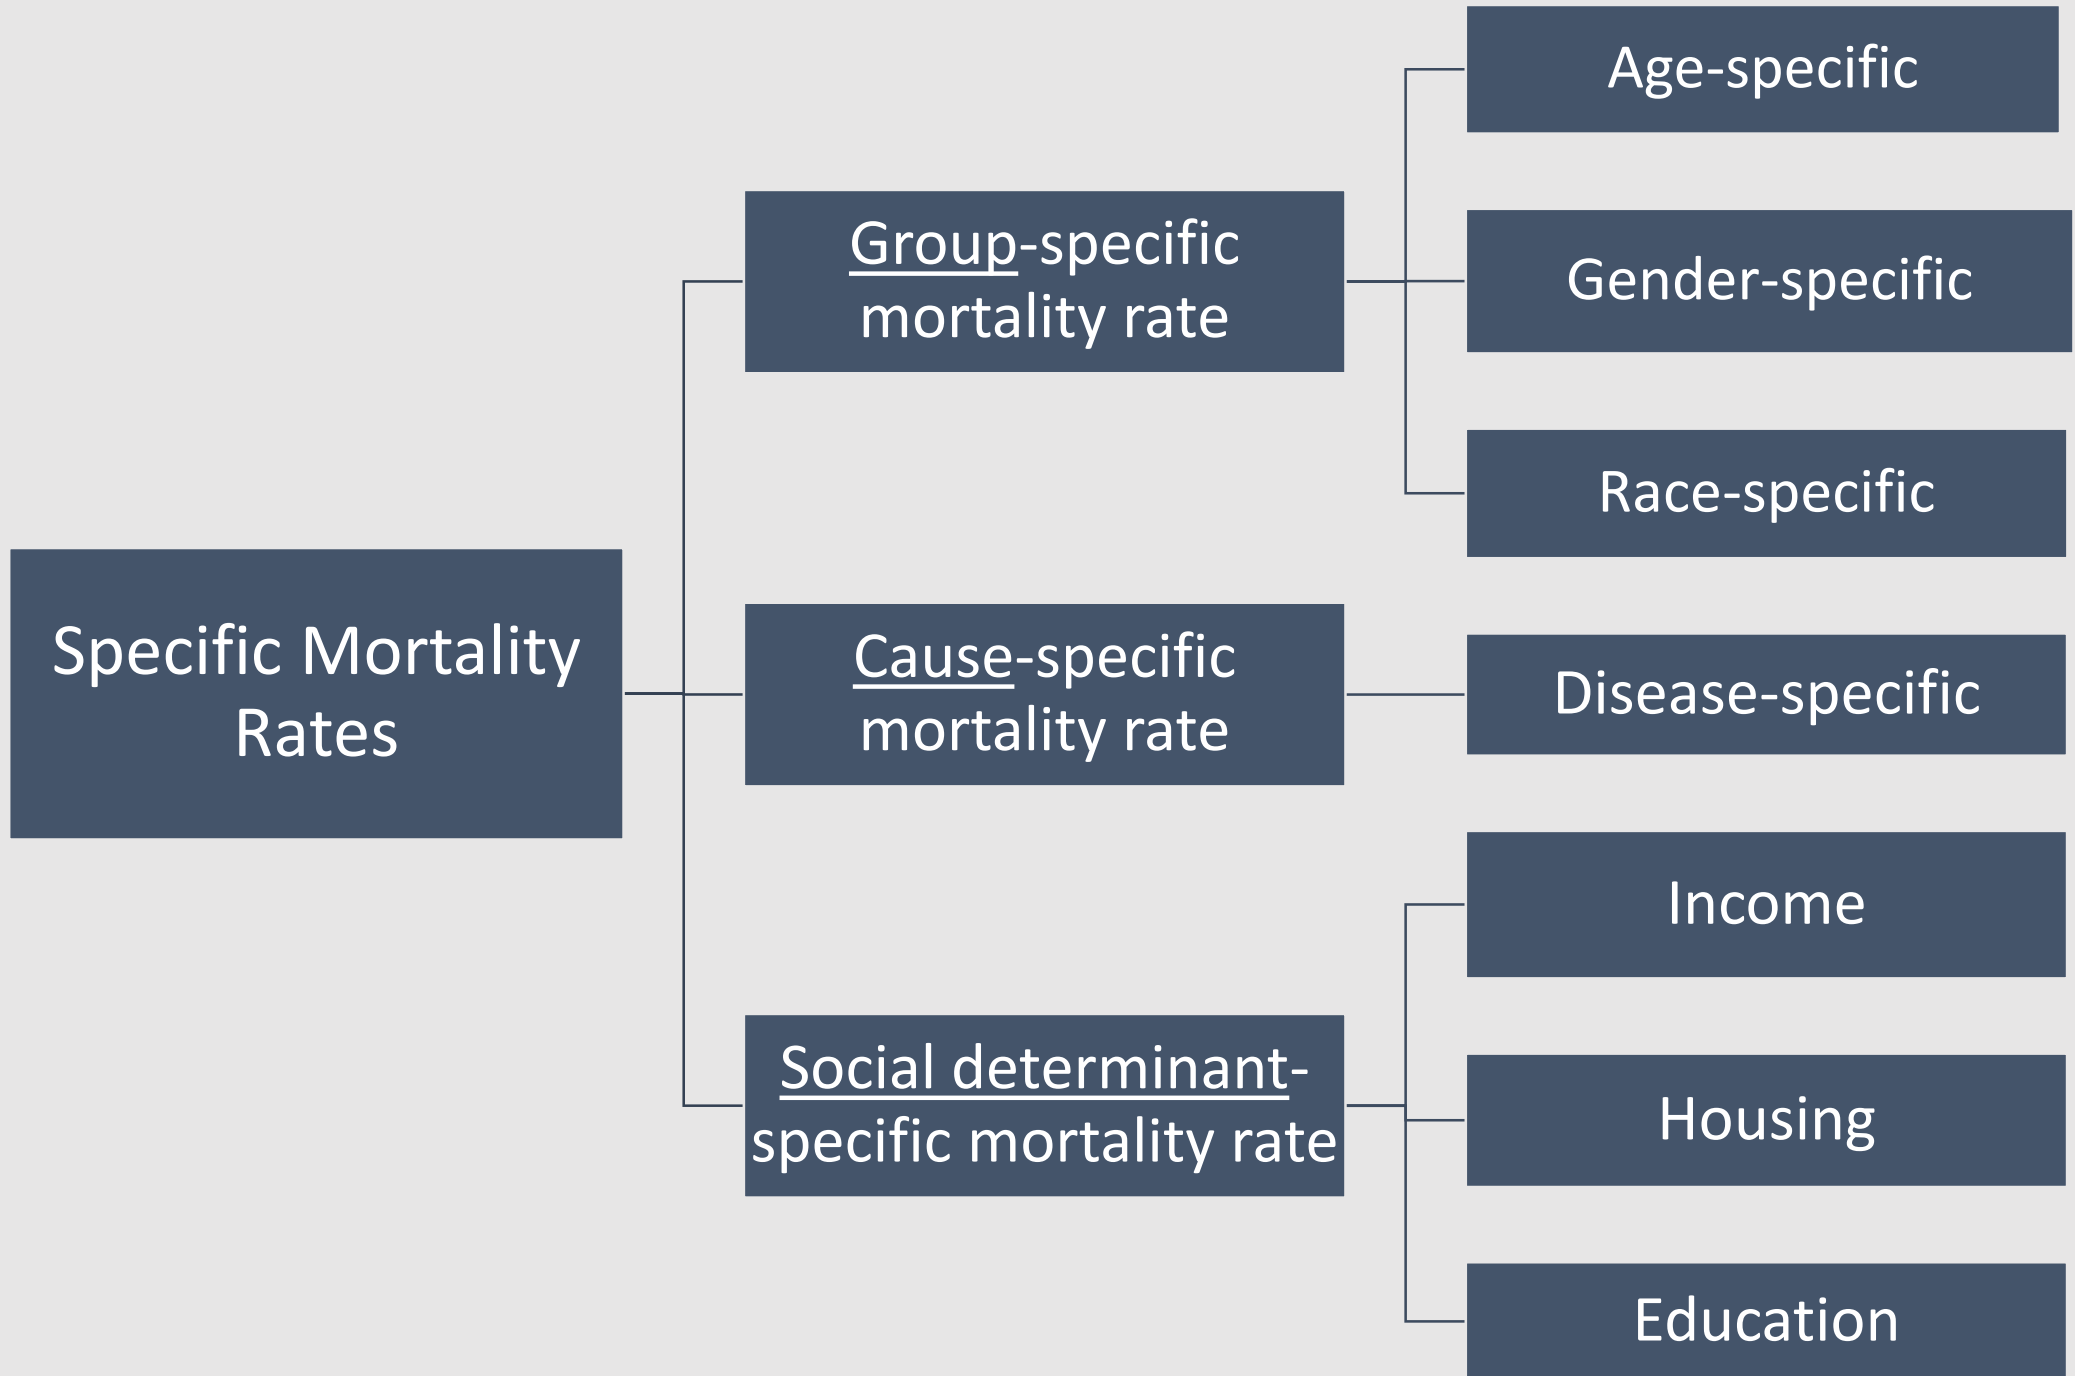 Specific Mortality
Rates
Group-specific
mortality rate
Age-specific
Gender-specific
Race-specific
Cause-specific
mortality rate
Disease-specific
Social determinant-
specific mortality rate
Income
Housing
Education